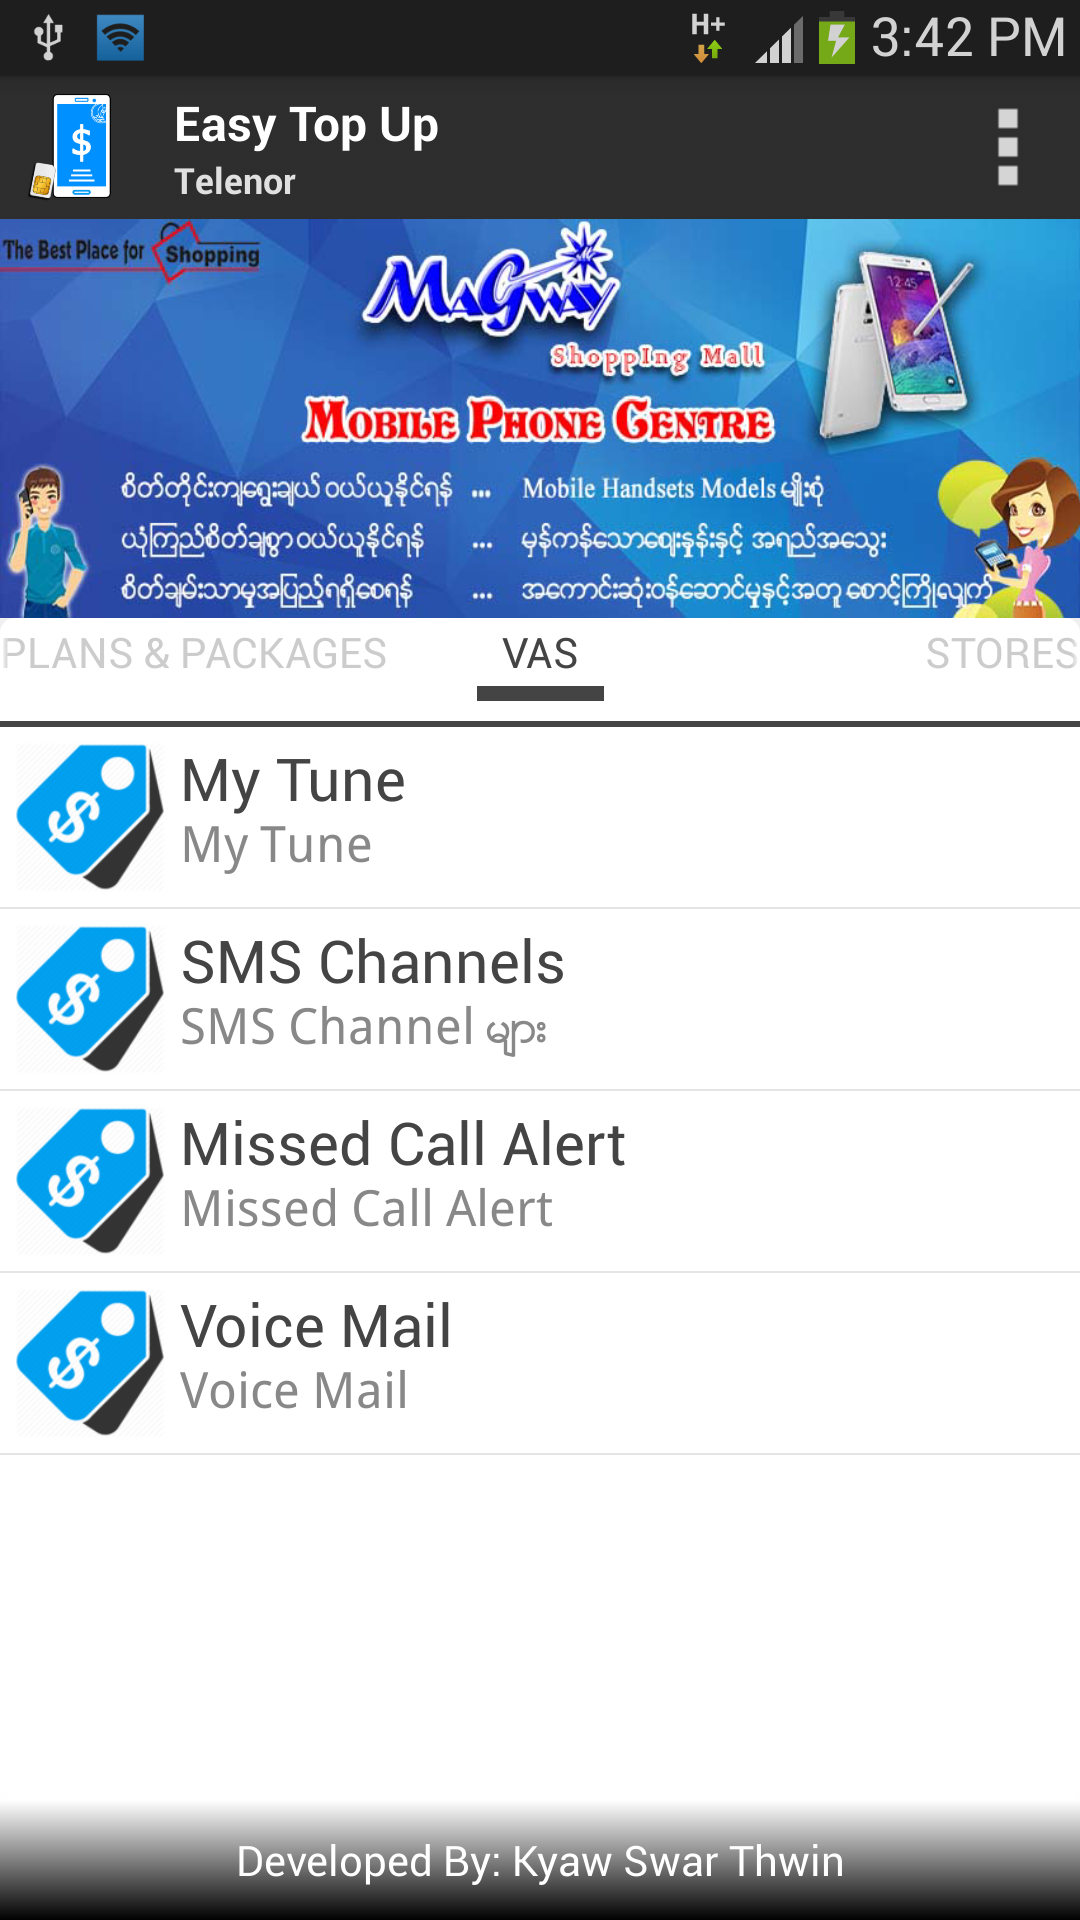 H+ 3:42 PM
Easy Top Up
Telenor
The Best Place for Shopping
MaGway
Shopping Mall
Mobile Phone Centre
စိတ်တိုင်းကျရွေးချယ် ဝယ်ယူနိုင်ရန် ... Mobile Handsets Models မျိုးစုံ
ယုံကြည်စိတ်ချစွာ ဝယ်ယူနိုင်ရန် ... မှန်ကန်သောဈေးနှုန်းနှင့် အရည်အသွေး
စိတ်ချမ်းသာမှုအပြည့်ရရှိစေရန် ... အကောင်းဆုံးဝန်ဆောင်မှုနှင့်အတူ စောင့်ကြိုလျှက်
PLANS & PACKAGES VAS STORES
My Tune
My Tune
SMS Channels
SMS Channel များ
Missed Call Alert
Missed Call Alert
Voice Mail
Voice Mail
Developed By: Kyaw Swar Thwin